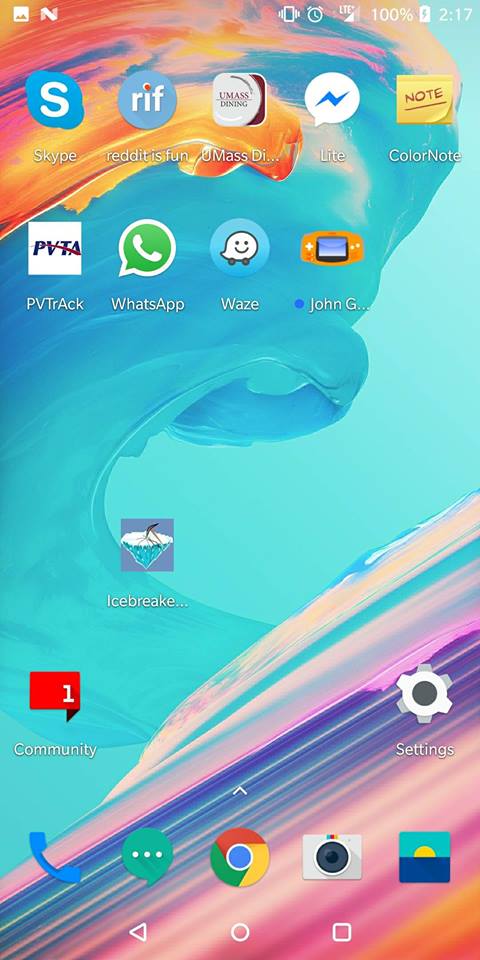 LTE 100% 2:17
S rif UMASS DINING NOTE
Skype reddit is fun UMass Di... Lite ColorNote
PVTA
PVTrAck WhatsApp Waze John G...
Icebreake...
1
Community Settings